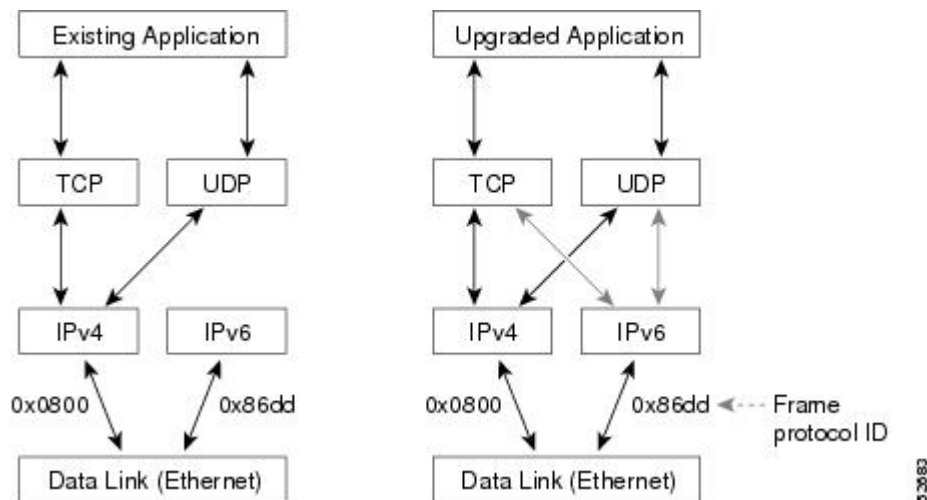 Existing Application
Upgraded Application
TCP
UDP
TCP
UDP
IPv4
IPv6
IPv4
IPv6
0x0800
0x86dd
0x0800
0x86dd
Frame
protocol ID
Data Link (Ethernet)
Data Link (Ethernet)
52683